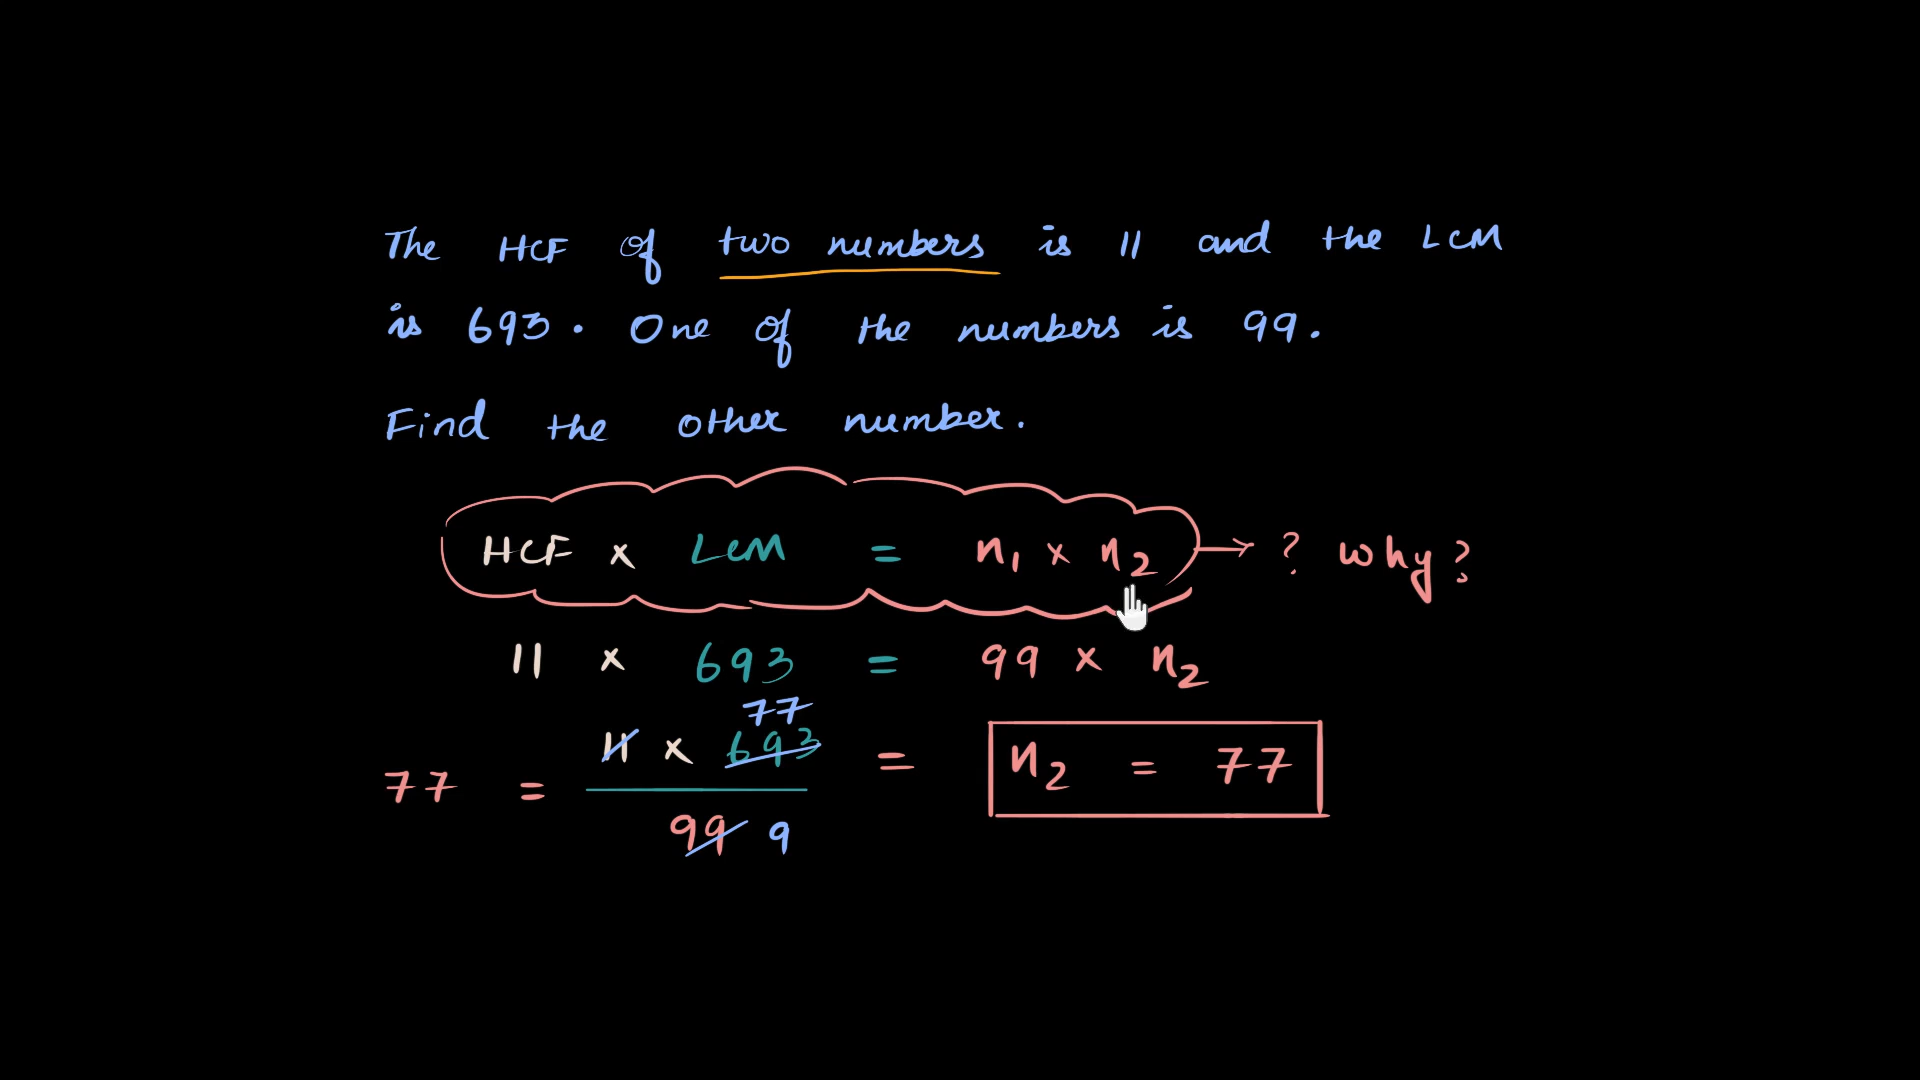 The HCF of two numbers is 11 and the LCM
is 693. One of the numbers is 99.
Find the other number.
HCF x LCM = n₁ x n₂ → ? why?
11 x 693 = 99 x n₂
77
77 = 11 x 693 = n₂ = 77
99 9